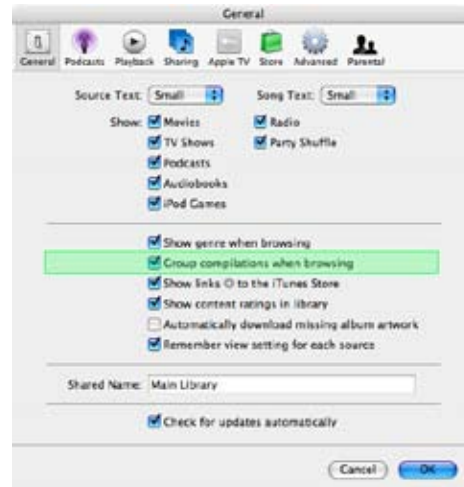 General
General Podcasts Playback Sharing Apple TV Store Advanced Parental
Source Text: Small Song Text: Small
Show: Movies Radio
TV Shows Party Shuffle
Podcasts
Audiobooks
iPod Games
Show genre when browsing
Group compilations when browsing
Show links to the iTunes Store
Show content ratings in library
Automatically download missing album artwork
Remember view setting for each source
Shared Name: Main Library
Check for updates automatically
Cancel OK